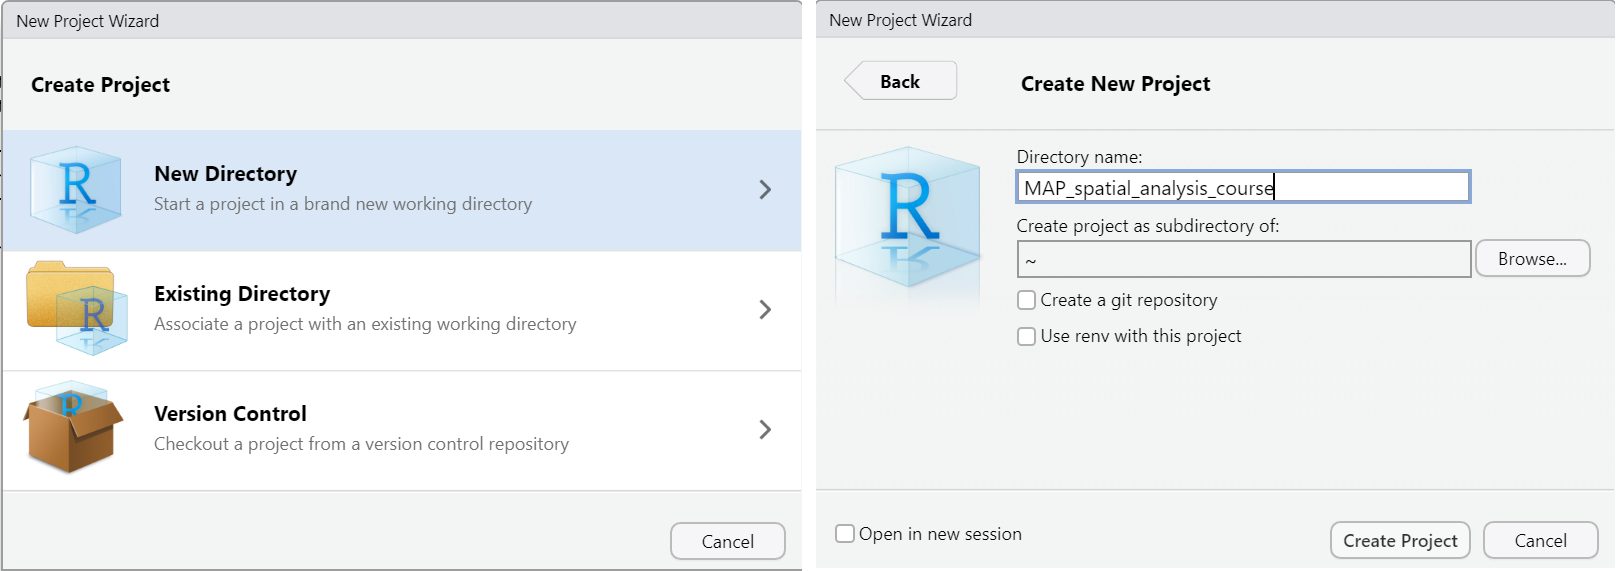 New Project Wizard
Create Project
R
New Directory
Start a project in a brand new working directory
R
Existing Directory
Associate a project with an existing working directory
R
Version Control
Checkout a project from a version control repository
Cancel
New Project Wizard
Back
Create New Project
R
Directory name:
MAP_spatial_analysis_course
Create project as subdirectory of:
~
Browse...
Create a git repository
Use renv with this project
Open in new session
Create Project
Cancel